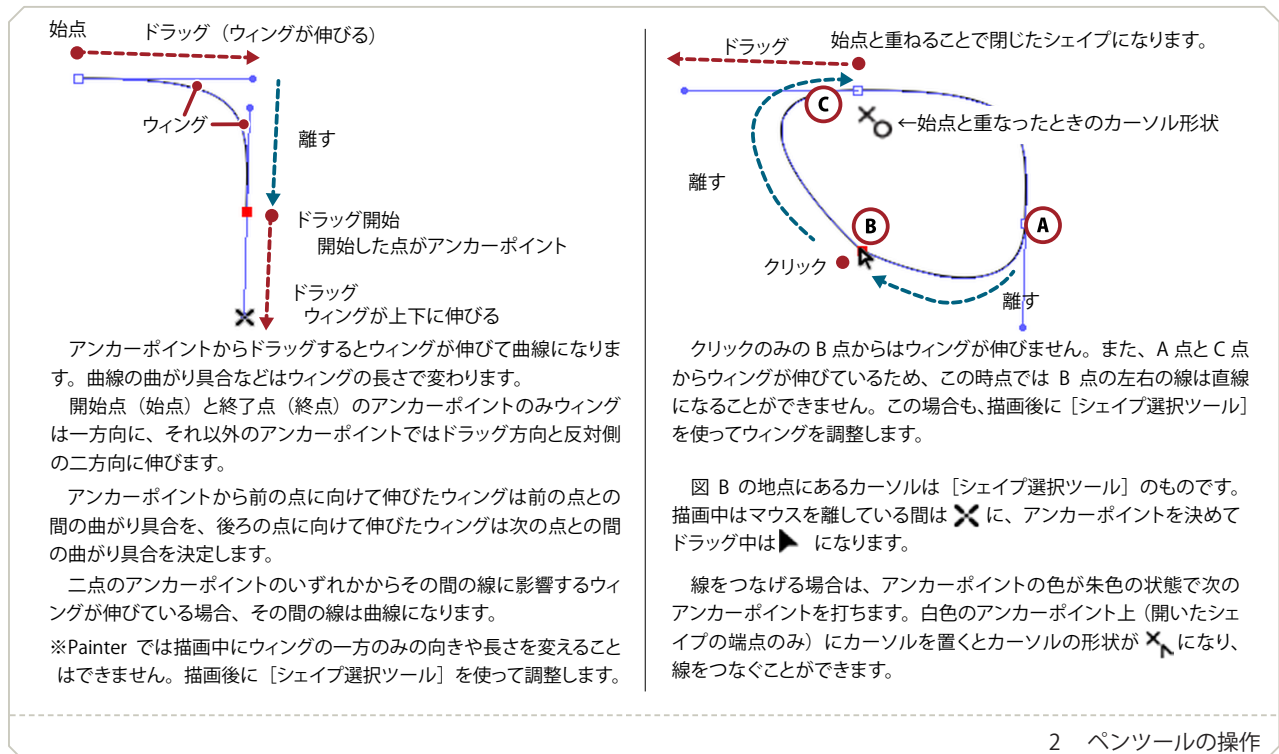 始点
ドラッグ（ウィングが伸びる）
ウィング
離す
ドラッグ開始
開始した点がアンカーポイント
ドラッグ
ウィングが上下に伸びる
アンカーポイントからドラッグするとウィングが伸びて曲線になりま
す。曲線の曲がり具合などはウィングの長さで変わります。
開始点（始点）と終了点（終点）のアンカーポイントのみウィング
は一方向に、それ以外のアンカーポイントではドラッグ方向と反対側
の二方向に伸びます。
アンカーポイントから前の点に向けて伸びたウィングは前の点との
間の曲がり具合を、後ろの点に向けて伸びたウィングは次の点との間
の曲がり具合を決定します。
二点のアンカーポイントのいずれかからその間の線に影響するウィ
ングが伸びている場合、その間の線は曲線になります。
※Painter では描画中にウィングの一方のみの向きや長さを変えること
はできません。描画後に［シェイプ選択ツール］を使って調整します。
ドラッグ
始点と重ねることで閉じたシェイプになります。
C
←始点と重なったときのカーソル形状
離す
B
A
クリック
離す
クリックのみの B 点からはウィングが伸びません。また、A 点と C 点
からウィングが伸びているため、この時点では B 点の左右の線は直線
になることができません。この場合も、描画後に［シェイプ選択ツール］
を使ってウィングを調整します。
図 B の地点にあるカーソルは［シェイプ選択ツール］のものです。
描画中はマウスを離している間は に、アンカーポイントを決めて
ドラッグ中は になります。
線をつなげる場合は、アンカーポイントの色が朱色の状態で次の
アンカーポイントを打ちます。白色のアンカーポイント上（開いたシェ
イプの端点のみ）にカーソルを置くとカーソルの形状が になり、
線をつなぐことができます。
2 ペンツールの操作